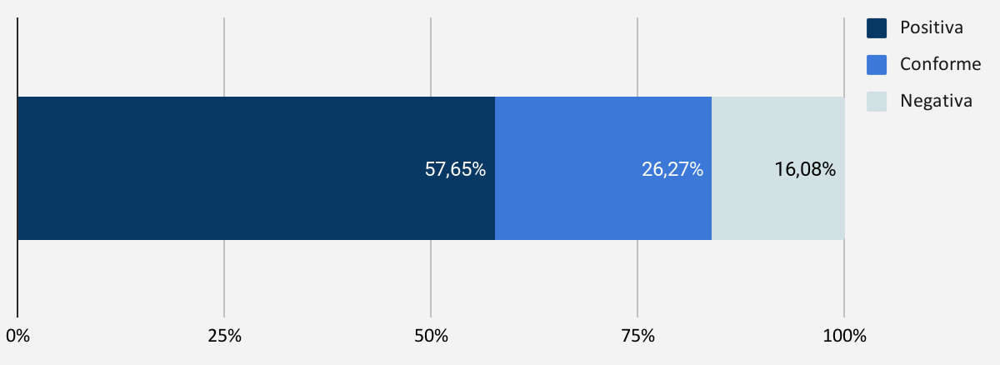 Positiva
Conforme
Negativa
57,65%
26,27%
16,08%
0%
25%
50%
75%
100%